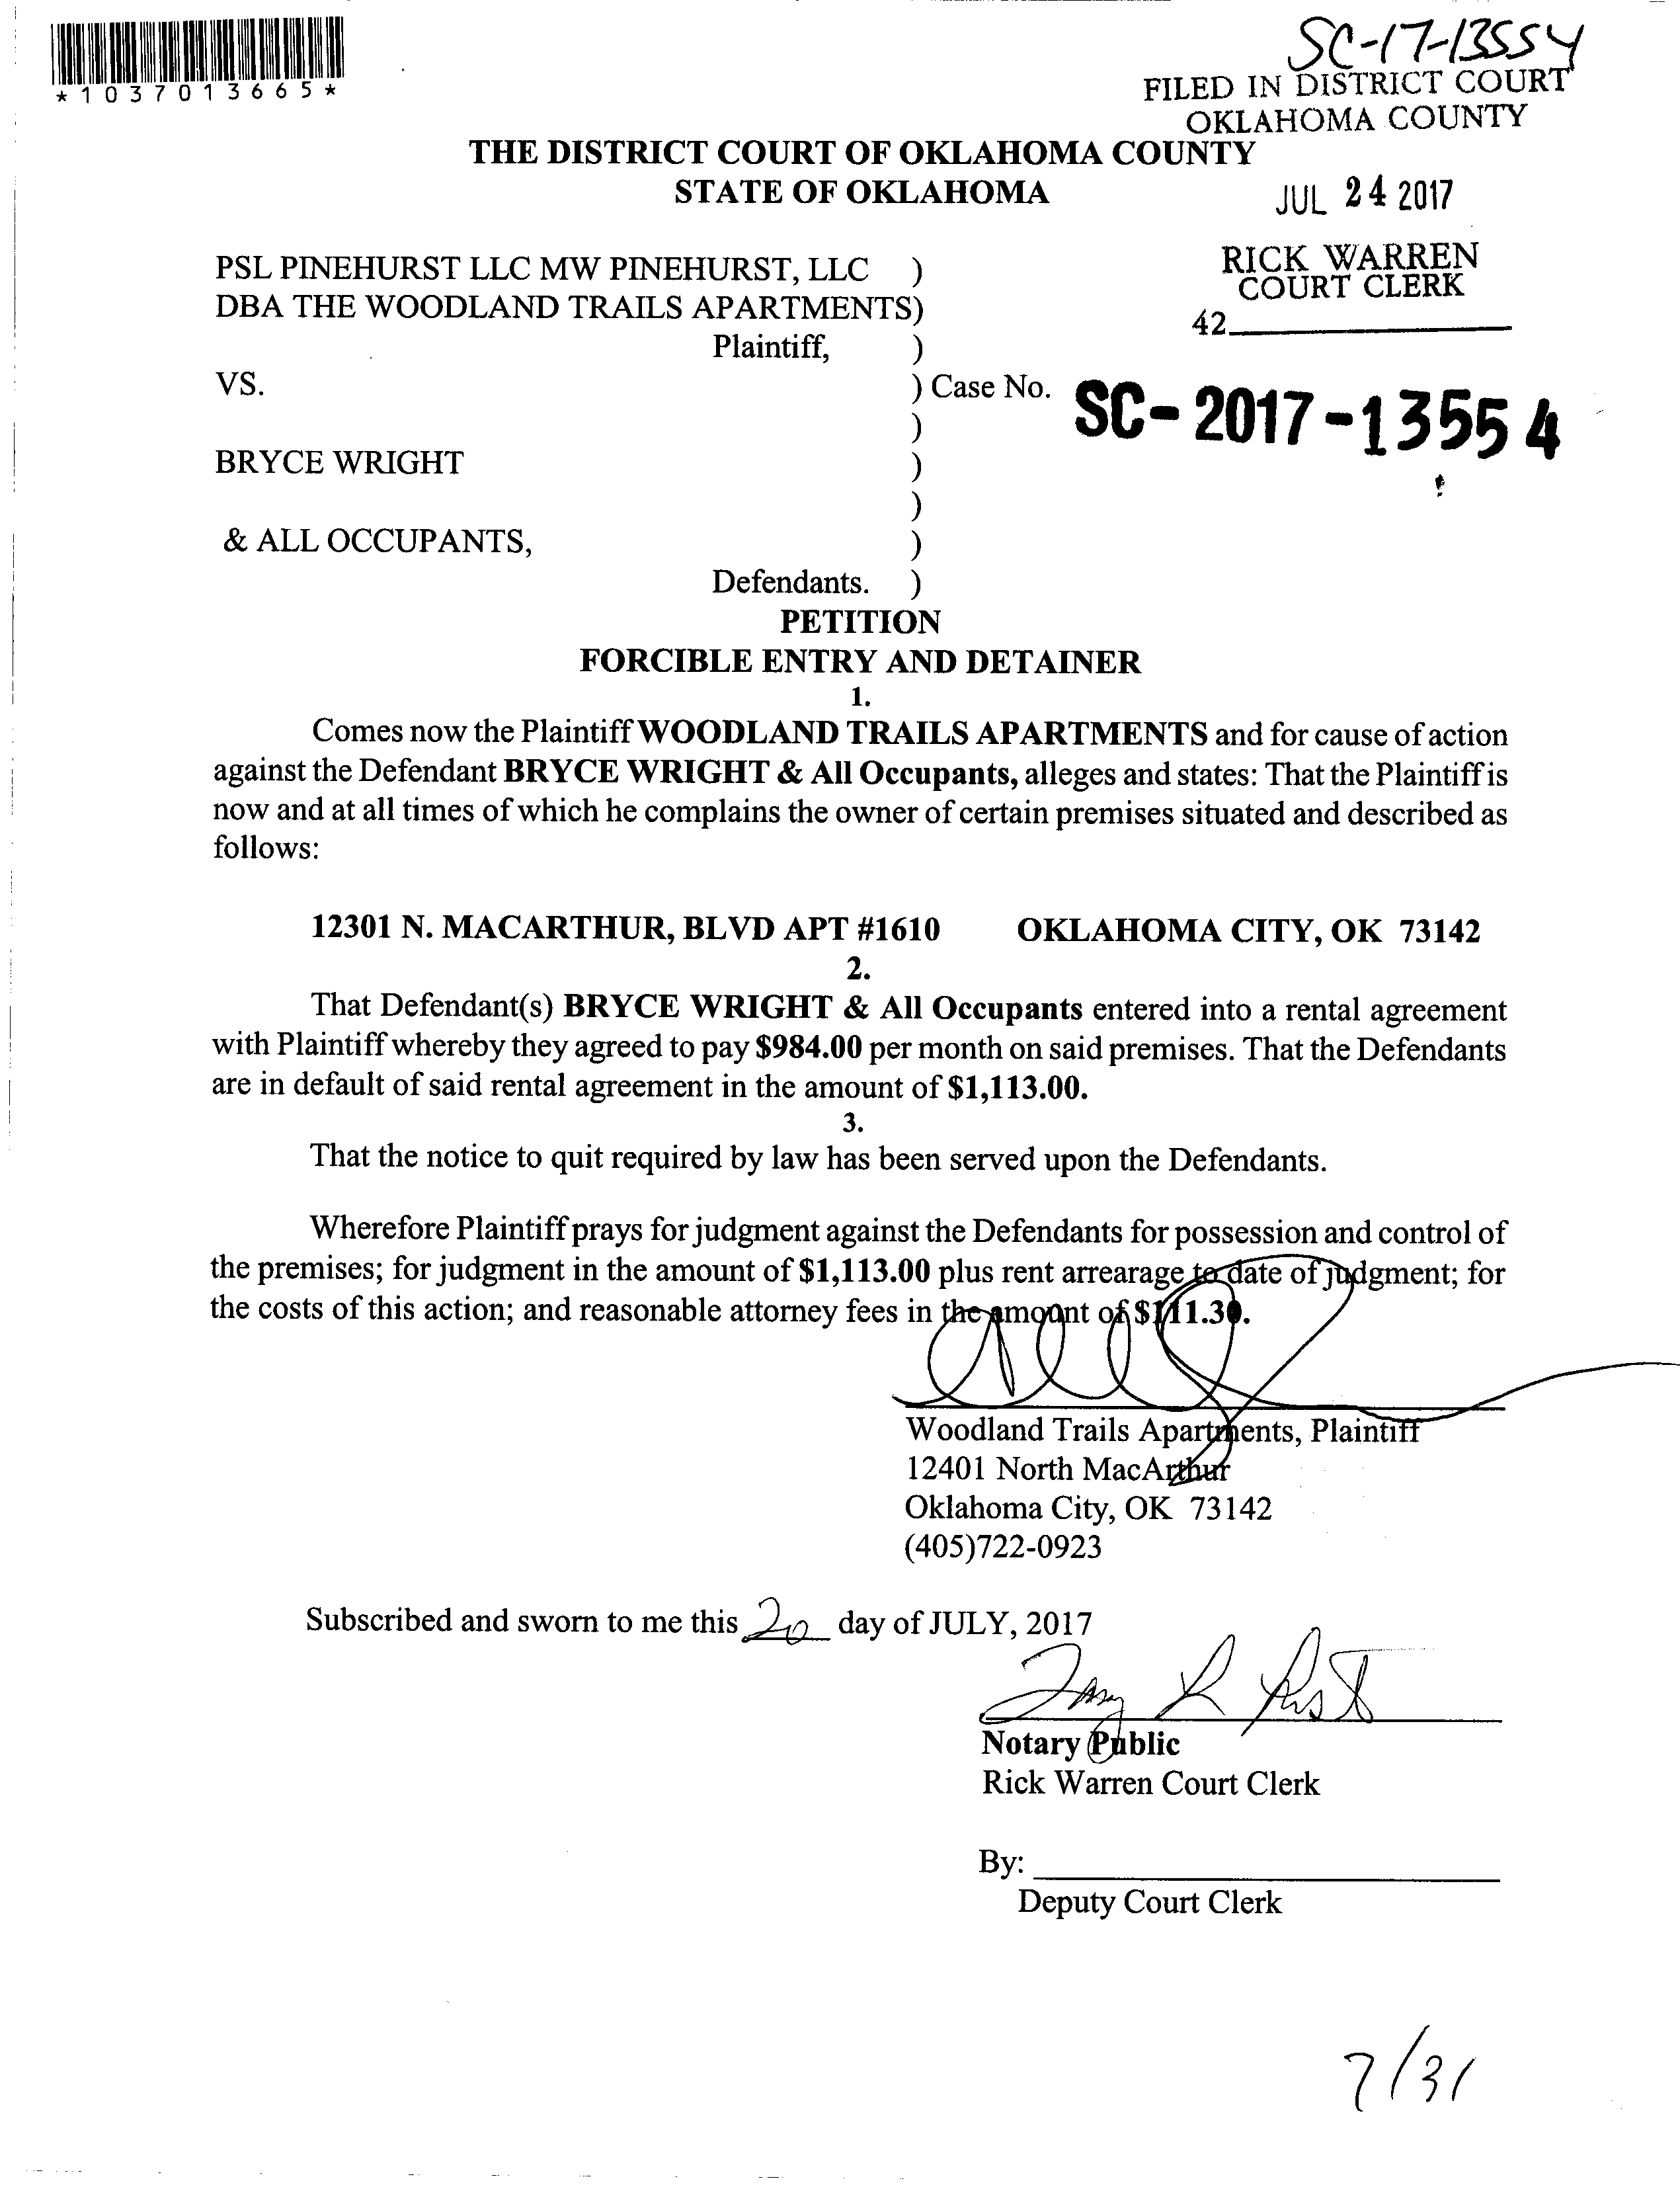 SC-17-13554
*1037013665*
FILED IN DISTRICT COURT
OKLAHOMA COUNTY
THE DISTRICT COURT OF OKLAHOMA COUNTY
STATE OF OKLAHOMA
JUL 24 2017
PSL PINEHURST LLC MW PINEHURST, LLC )
RICK WARREN
COURT CLERK
DBA THE WOODLAND TRAILS APARTMENTS)
42
Plaintiff, )
VS. ) Case No. SC-2017-13554
)
BRYCE WRIGHT )
)
& ALL OCCUPANTS, )
Defendants. )
PETITION
FORCIBLE ENTRY AND DETAINER
1.
Comes now the Plaintiff WOODLAND TRAILS APARTMENTS and for cause of action
against the Defendant BRYCE WRIGHT & All Occupants, alleges and states: That the Plaintiff is
now and at all times of which he complains the owner of certain premises situated and described as
follows:
12301 N. MACARTHUR, BLVD APT #1610 OKLAHOMA CITY, OK 73142
2.
That Defendant(s) BRYCE WRIGHT & All Occupants entered into a rental agreement
with Plaintiff whereby they agreed to pay $984.00 per month on said premises. That the Defendants
are in default of said rental agreement in the amount of $1,113.00.
3.
That the notice to quit required by law has been served upon the Defendants.
Wherefore Plaintiff prays for judgment against the Defendants for possession and control of
the premises; for judgment in the amount of $1,113.00 plus rent arrearage to date of judgment; for
the costs of this action; and reasonable attorney fees in the amount of $111.30.
Woodland Trails Apartments, Plaintiff
12401 North MacArthur
Oklahoma City, OK 73142
(405)722-0923
Subscribed and sworn to me this 20 day of JULY, 2017
Notary Public
Rick Warren Court Clerk
By:
Deputy Court Clerk
7/31